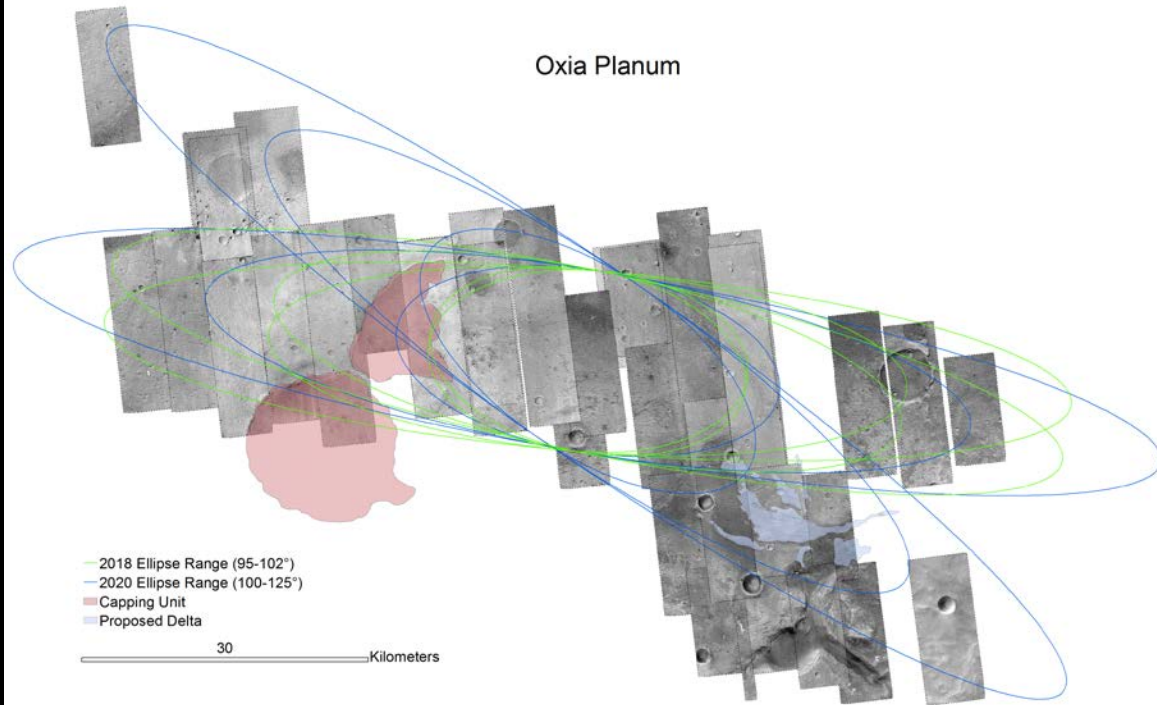 Oxia Planum
2018 Ellipse Range (95-102°)
2020 Ellipse Range (100-125°)
Capping Unit
Proposed Delta
30
Kilometers